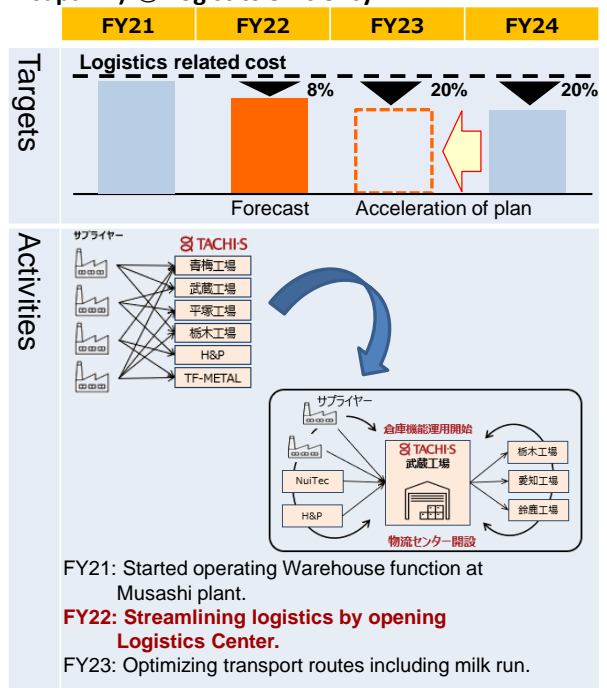 FY21 FY22 FY23 FY24
Targets
Logistics related cost
8% 20% 20%
Forecast Acceleration of plan
Activities
サプライヤー
TACHI-S
青梅工場
武蔵工場
平塚工場
栃木工場
H&P
TF-METAL
サプライヤー
倉庫機能運用開始
TACHI-S
武蔵工場
NuiTec
H&P
栃木工場
愛知工場
鈴鹿工場
物流センター開設
FY21: Started operating Warehouse function at
Musashi plant.
FY22: Streamlining logistics by opening
Logistics Center.
FY23: Optimizing transport routes including milk run.